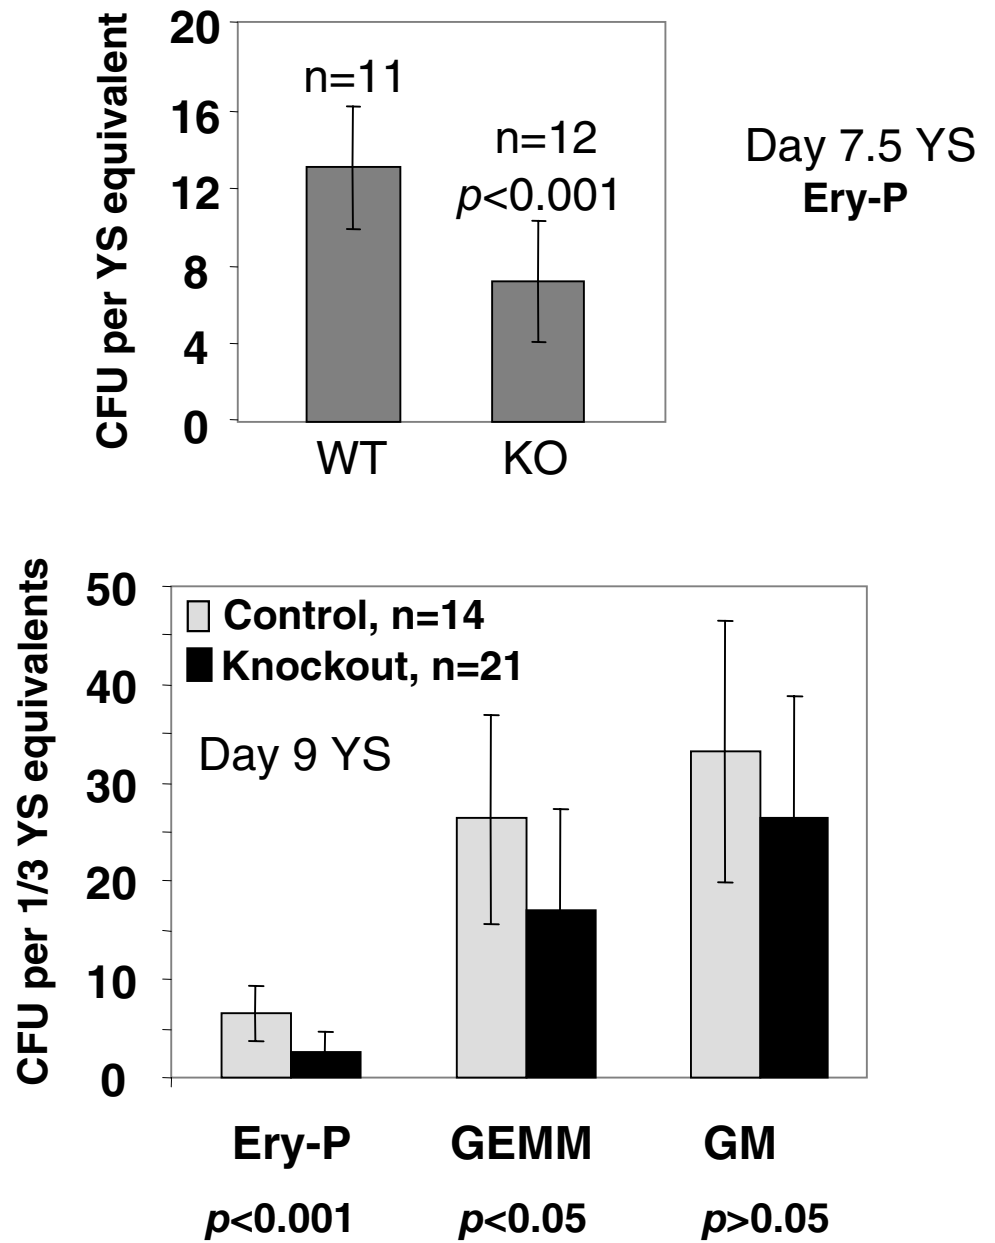 CFU per YS equivalent
20
16
12
8
4
0
n=11
n=12
p<0.001
WT
KO
Day 7.5 YS
Ery-P
CFU per 1/3 YS equivalents
50
40
30
20
10
0
Control, n=14
Knockout, n=21
Day 9 YS
Ery-P GEMM GM
p<0.001 p<0.05 p>0.05